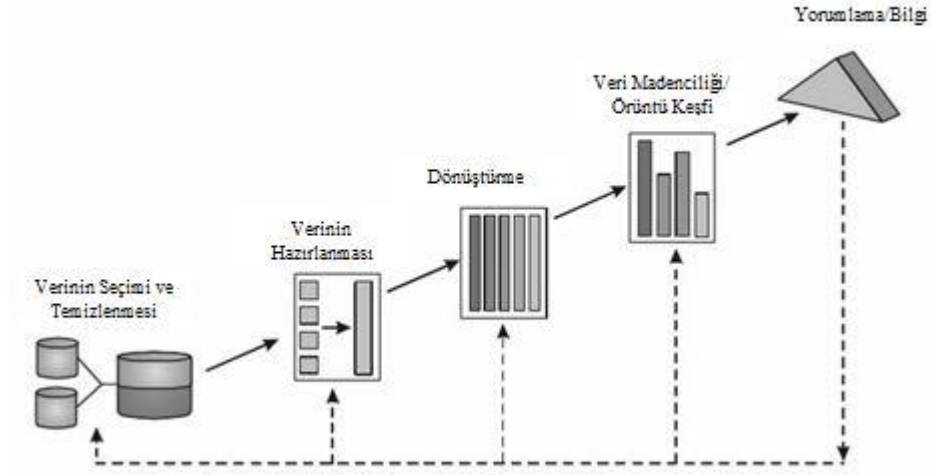 Verinin Seçimi ve
Temizlenmesi
Verinin
Hazırlanması
Dönüştürme
Veri Madenciliği/
Örüntü Keşfi
Yorumlama/Bilgi